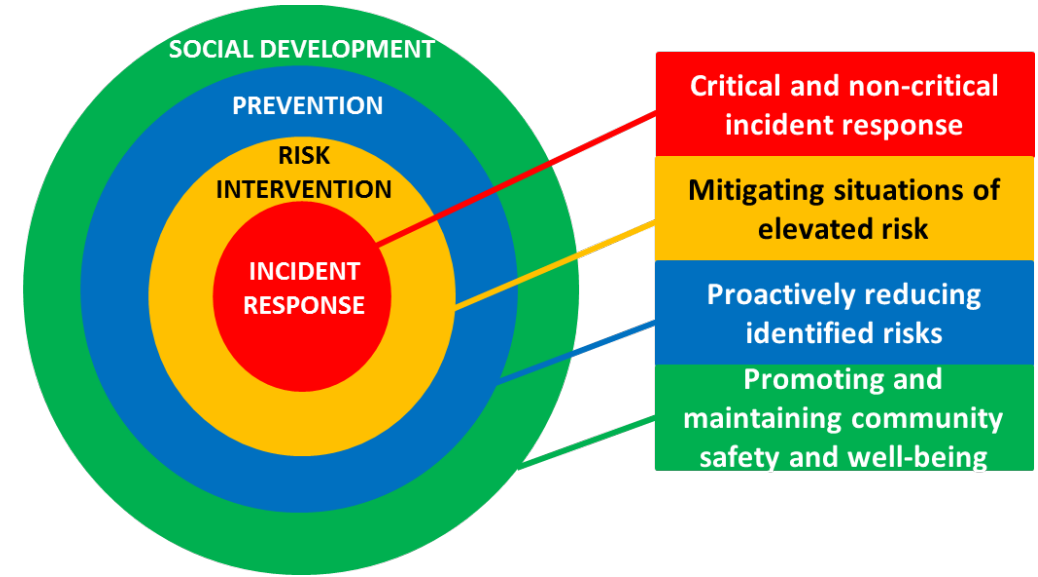 SOCIAL DEVELOPMENT
PREVENTION
RISK
INTERVENTION
INCIDENT
RESPONSE
Critical and non-critical
incident response
Mitigating situations of
elevated risk
Proactively reducing
identified risks
Promoting and
maintaining community
safety and well-being